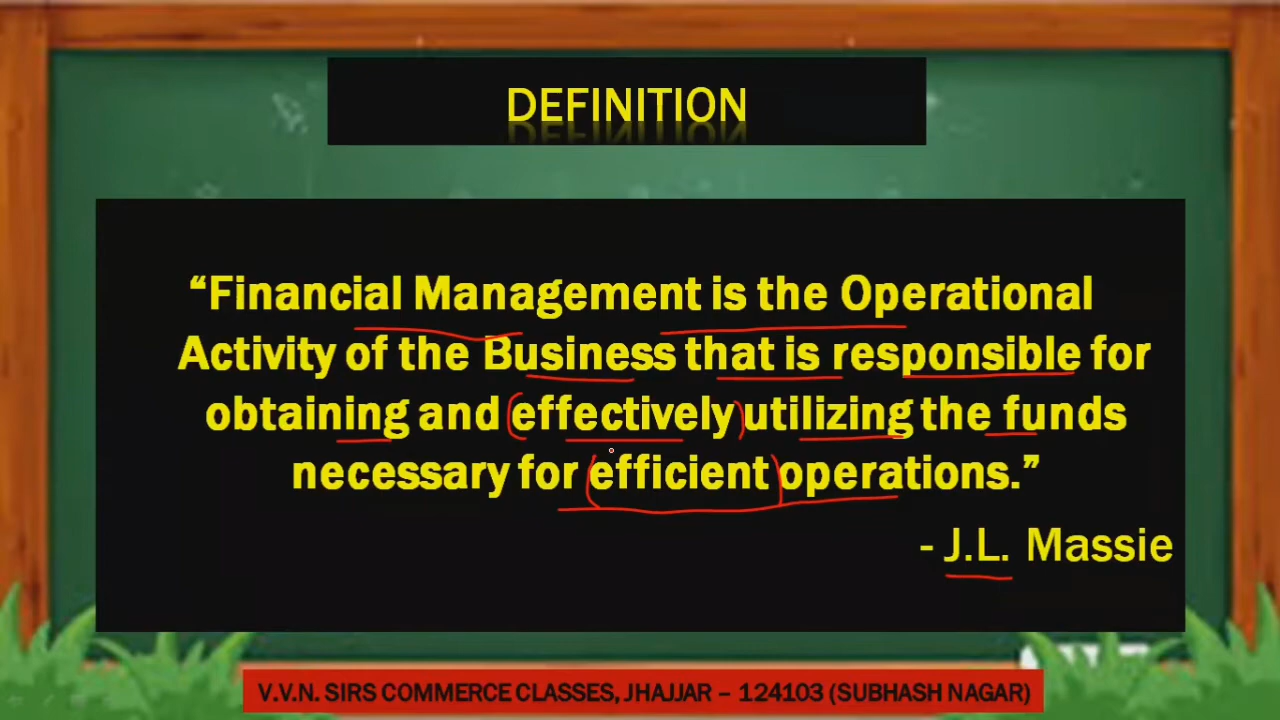 DEFINITION
“Financial Management is the Operational
Activity of the Business that is responsible for
obtaining and effectively utilizing the funds
necessary for efficient operations.”
- J.L. Massie
V.V.N. SIRS COMMERCE CLASSES, JHAJJAR – 124103 (SUBHASH NAGAR)